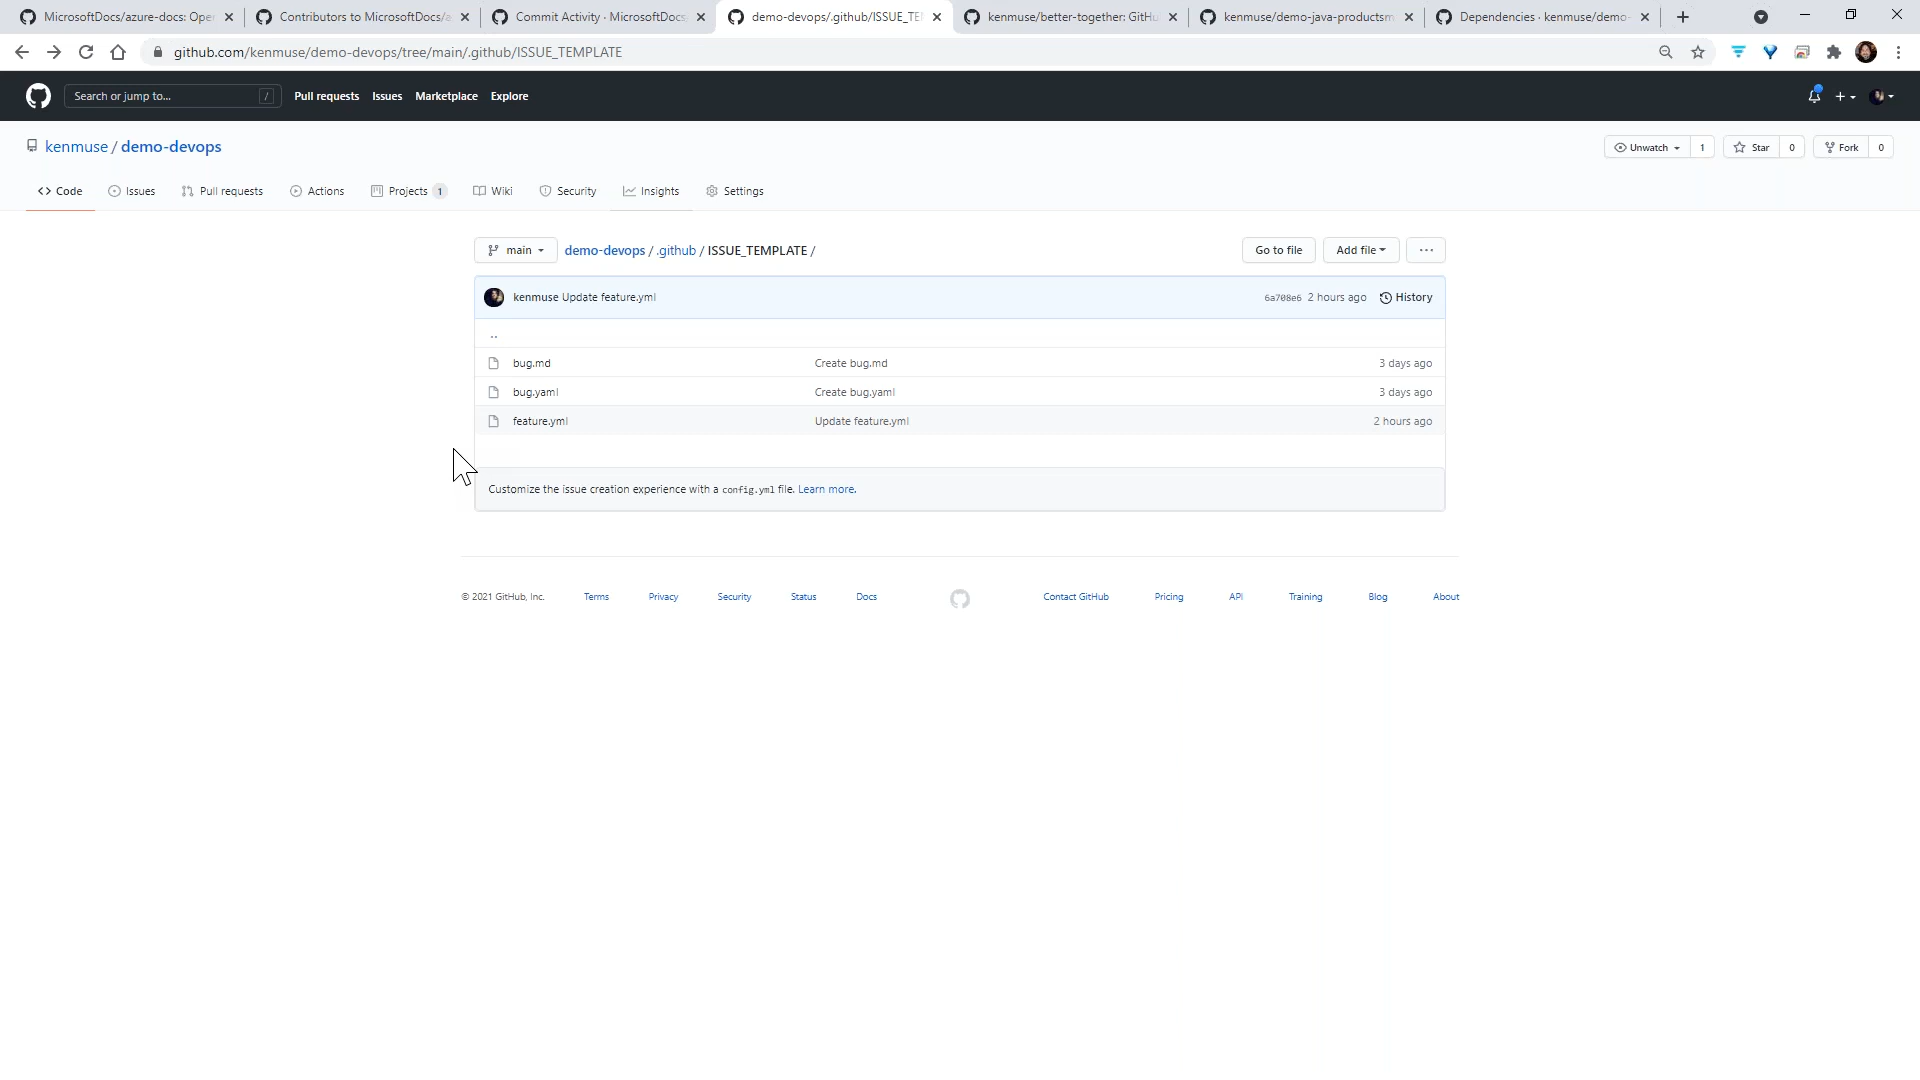 MicrosoftDocs/azure-docs: Oper
Contributors to MicrosoftDocs/a
Commit Activity · MicrosoftDocs
demo-devops/.github/ISSUE_TE
kenmuse/better-together: GitHu
kenmuse/demo-java-productsm
Dependencies · kenmuse/demo-
github.com/kenmuse/demo-devops/tree/main/.github/ISSUE_TEMPLATE
Search or jump to... /
Pull requests Issues Marketplace Explore
kenmuse / demo-devops
Unwatch 1 Star 0 Fork 0
<> Code Issues Pull requests Actions Projects 1 Wiki Security Insights Settings
main demo-devops / .github / ISSUE_TEMPLATE /
Go to file Add file ...
kenmuse Update feature.yml 6a708e6 2 hours ago History
..
bug.md Create bug.md 3 days ago
bug.yaml Create bug.yaml 3 days ago
feature.yml Update feature.yml 2 hours ago
Customize the issue creation experience with a config.yml file. Learn more.
© 2021 GitHub, Inc. Terms Privacy Security Status Docs Contact GitHub Pricing API Training Blog About